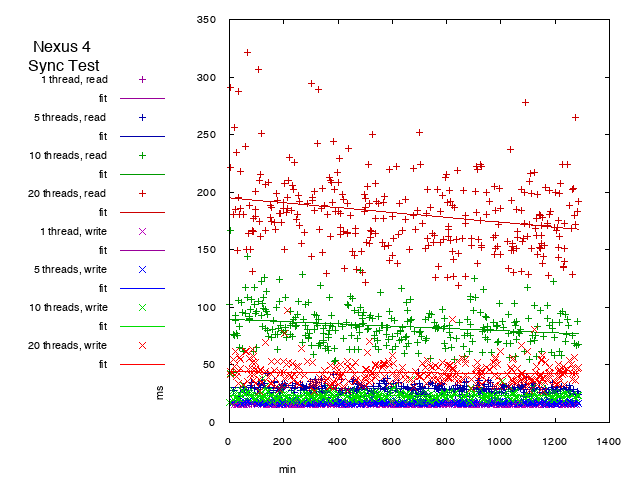 Nexus 4
Sync Test
1 thread, read
fit
5 threads, read
fit
10 threads, read
fit
20 threads, read
fit
1 thread, write
fit
5 threads, write
fit
10 threads, write
fit
20 threads, write
fit
350
300
250
200
150
100
50
0
ms
0 200 400 600 800 1000 1200 1400
min